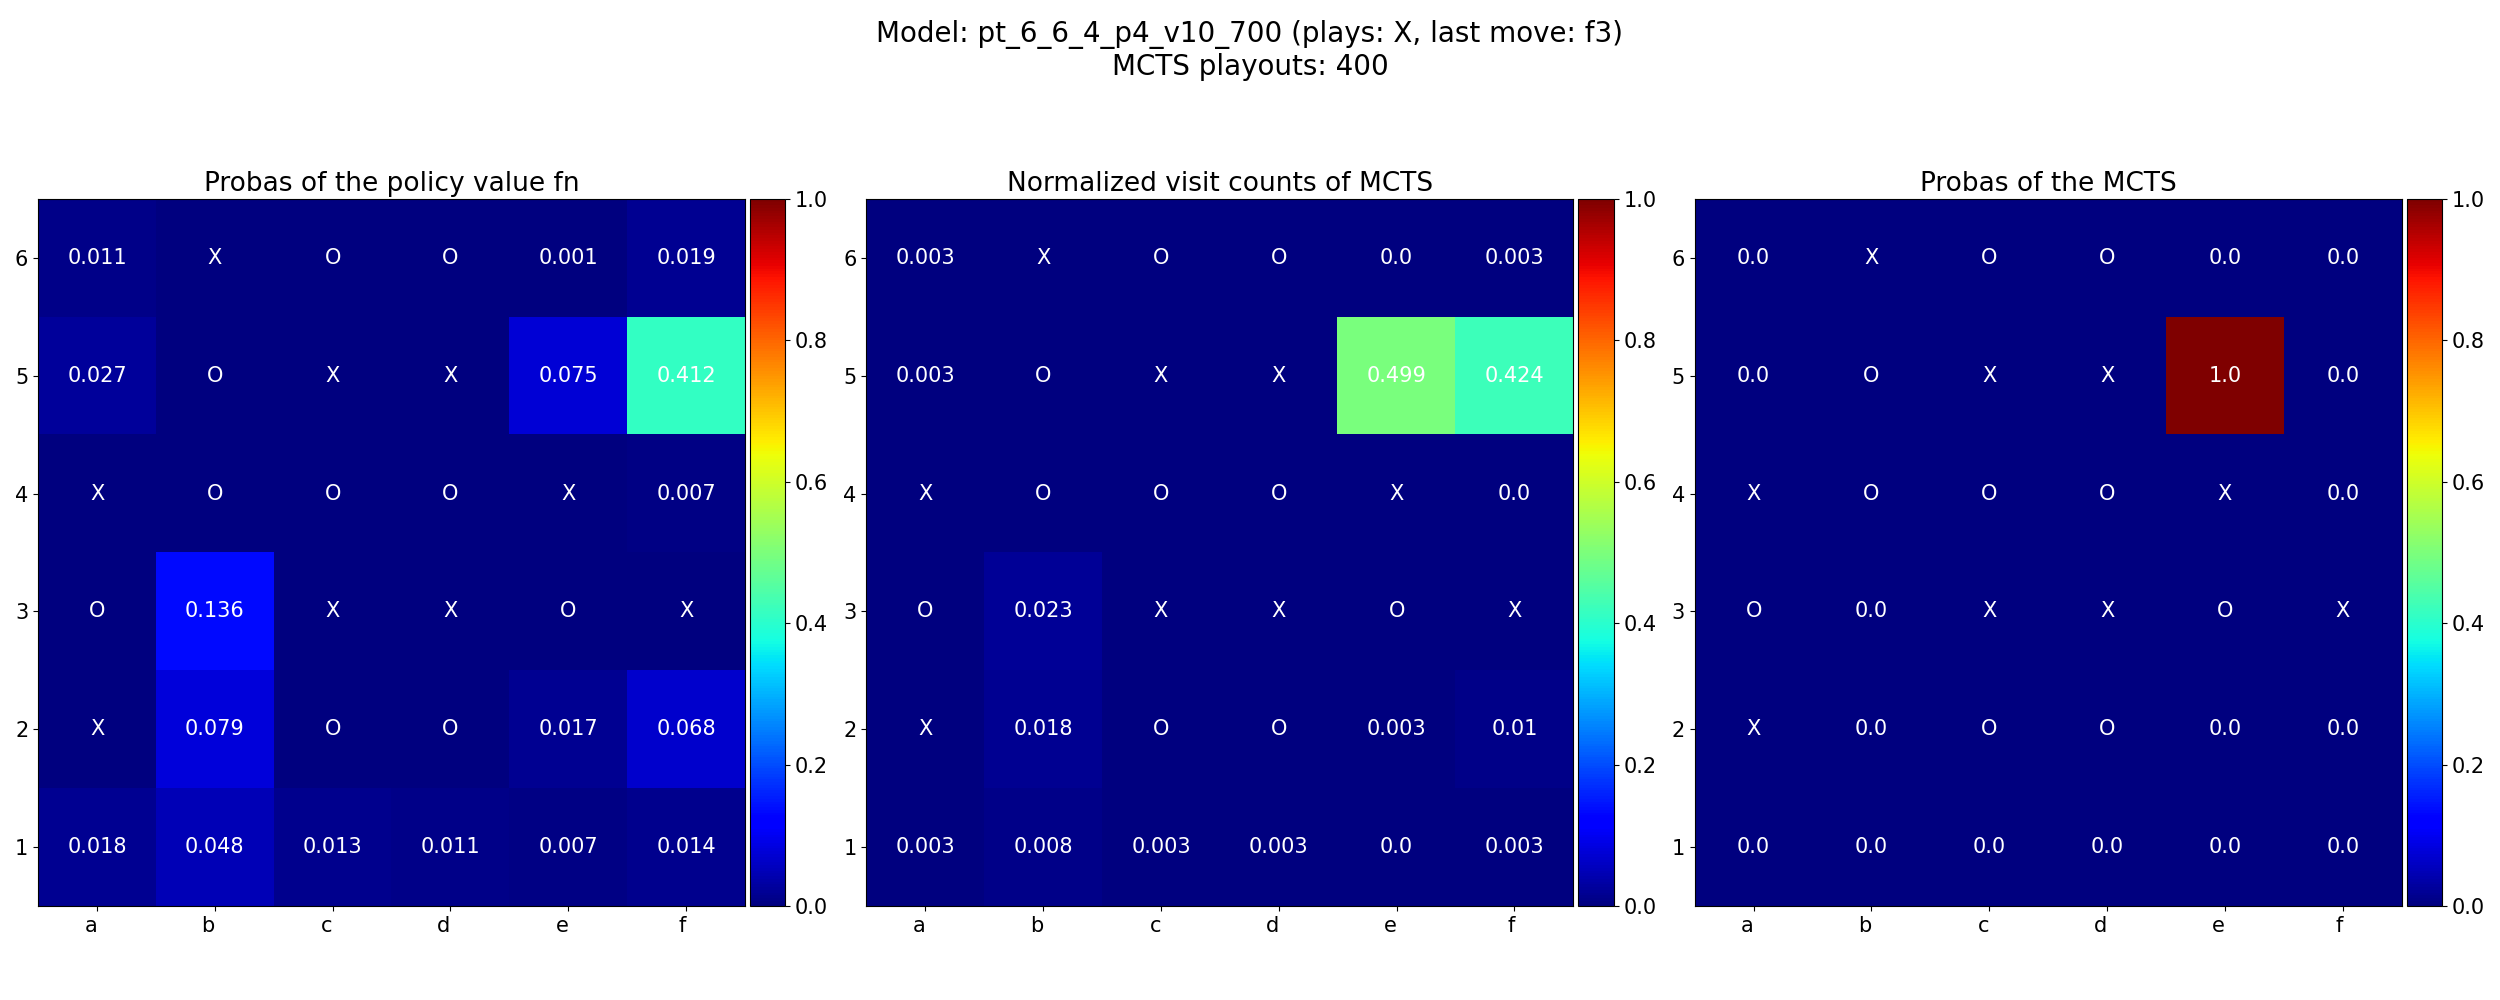 Model: pt_6_6_4_p4_v10_700 (plays: X, last move: f3)
MCTS playouts: 400
Probas of the policy value fn
6 0.011 X O O 0.001 0.019
5 0.027 O X X 0.075 0.412
4 X O O O X 0.007
3 O 0.136 X X O X
2 X 0.079 O O 0.017 0.068
1 0.018 0.048 0.013 0.011 0.007 0.014
a b c d e f
1.0
0.8
0.6
0.4
0.2
0.0
Normalized visit counts of MCTS
6 0.003 X O O 0.0 0.003
5 0.003 O X X 0.499 0.424
4 X O O O X 0.0
3 O 0.023 X X O X
2 X 0.018 O O 0.003 0.01
1 0.003 0.008 0.003 0.003 0.0 0.003
a b c d e f
1.0
0.8
0.6
0.4
0.2
0.0
Probas of the MCTS
6 0.0 X O O 0.0 0.0
5 0.0 O X X 1.0 0.0
4 X O O O X 0.0
3 O 0.0 X X O X
2 X 0.0 O O 0.0 0.0
1 0.0 0.0 0.0 0.0 0.0 0.0
a b c d e f
1.0
0.8
0.6
0.4
0.2
0.0